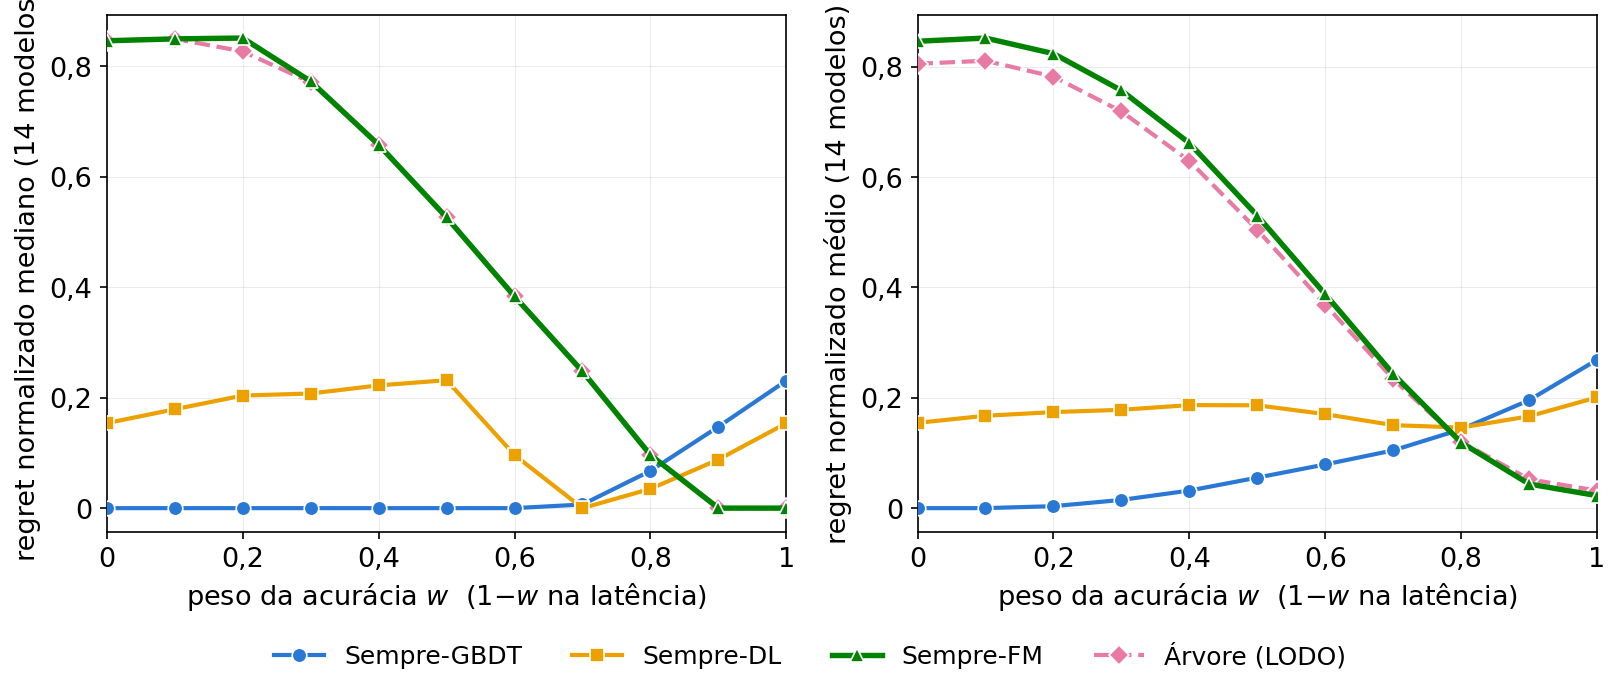 regret normalizado mediano (14 modelos)
0,8
0,6
0,4
0,2
0
0
0,2
0,4
0,6
0,8
1
peso da acurácia w (1−w na latência)
regret normalizado médio (14 modelos)
0,8
0,6
0,4
0,2
0
0
0,2
0,4
0,6
0,8
1
peso da acurácia w (1−w na latência)
Sempre-GBDT
Sempre-DL
Sempre-FM
Árvore (LODO)